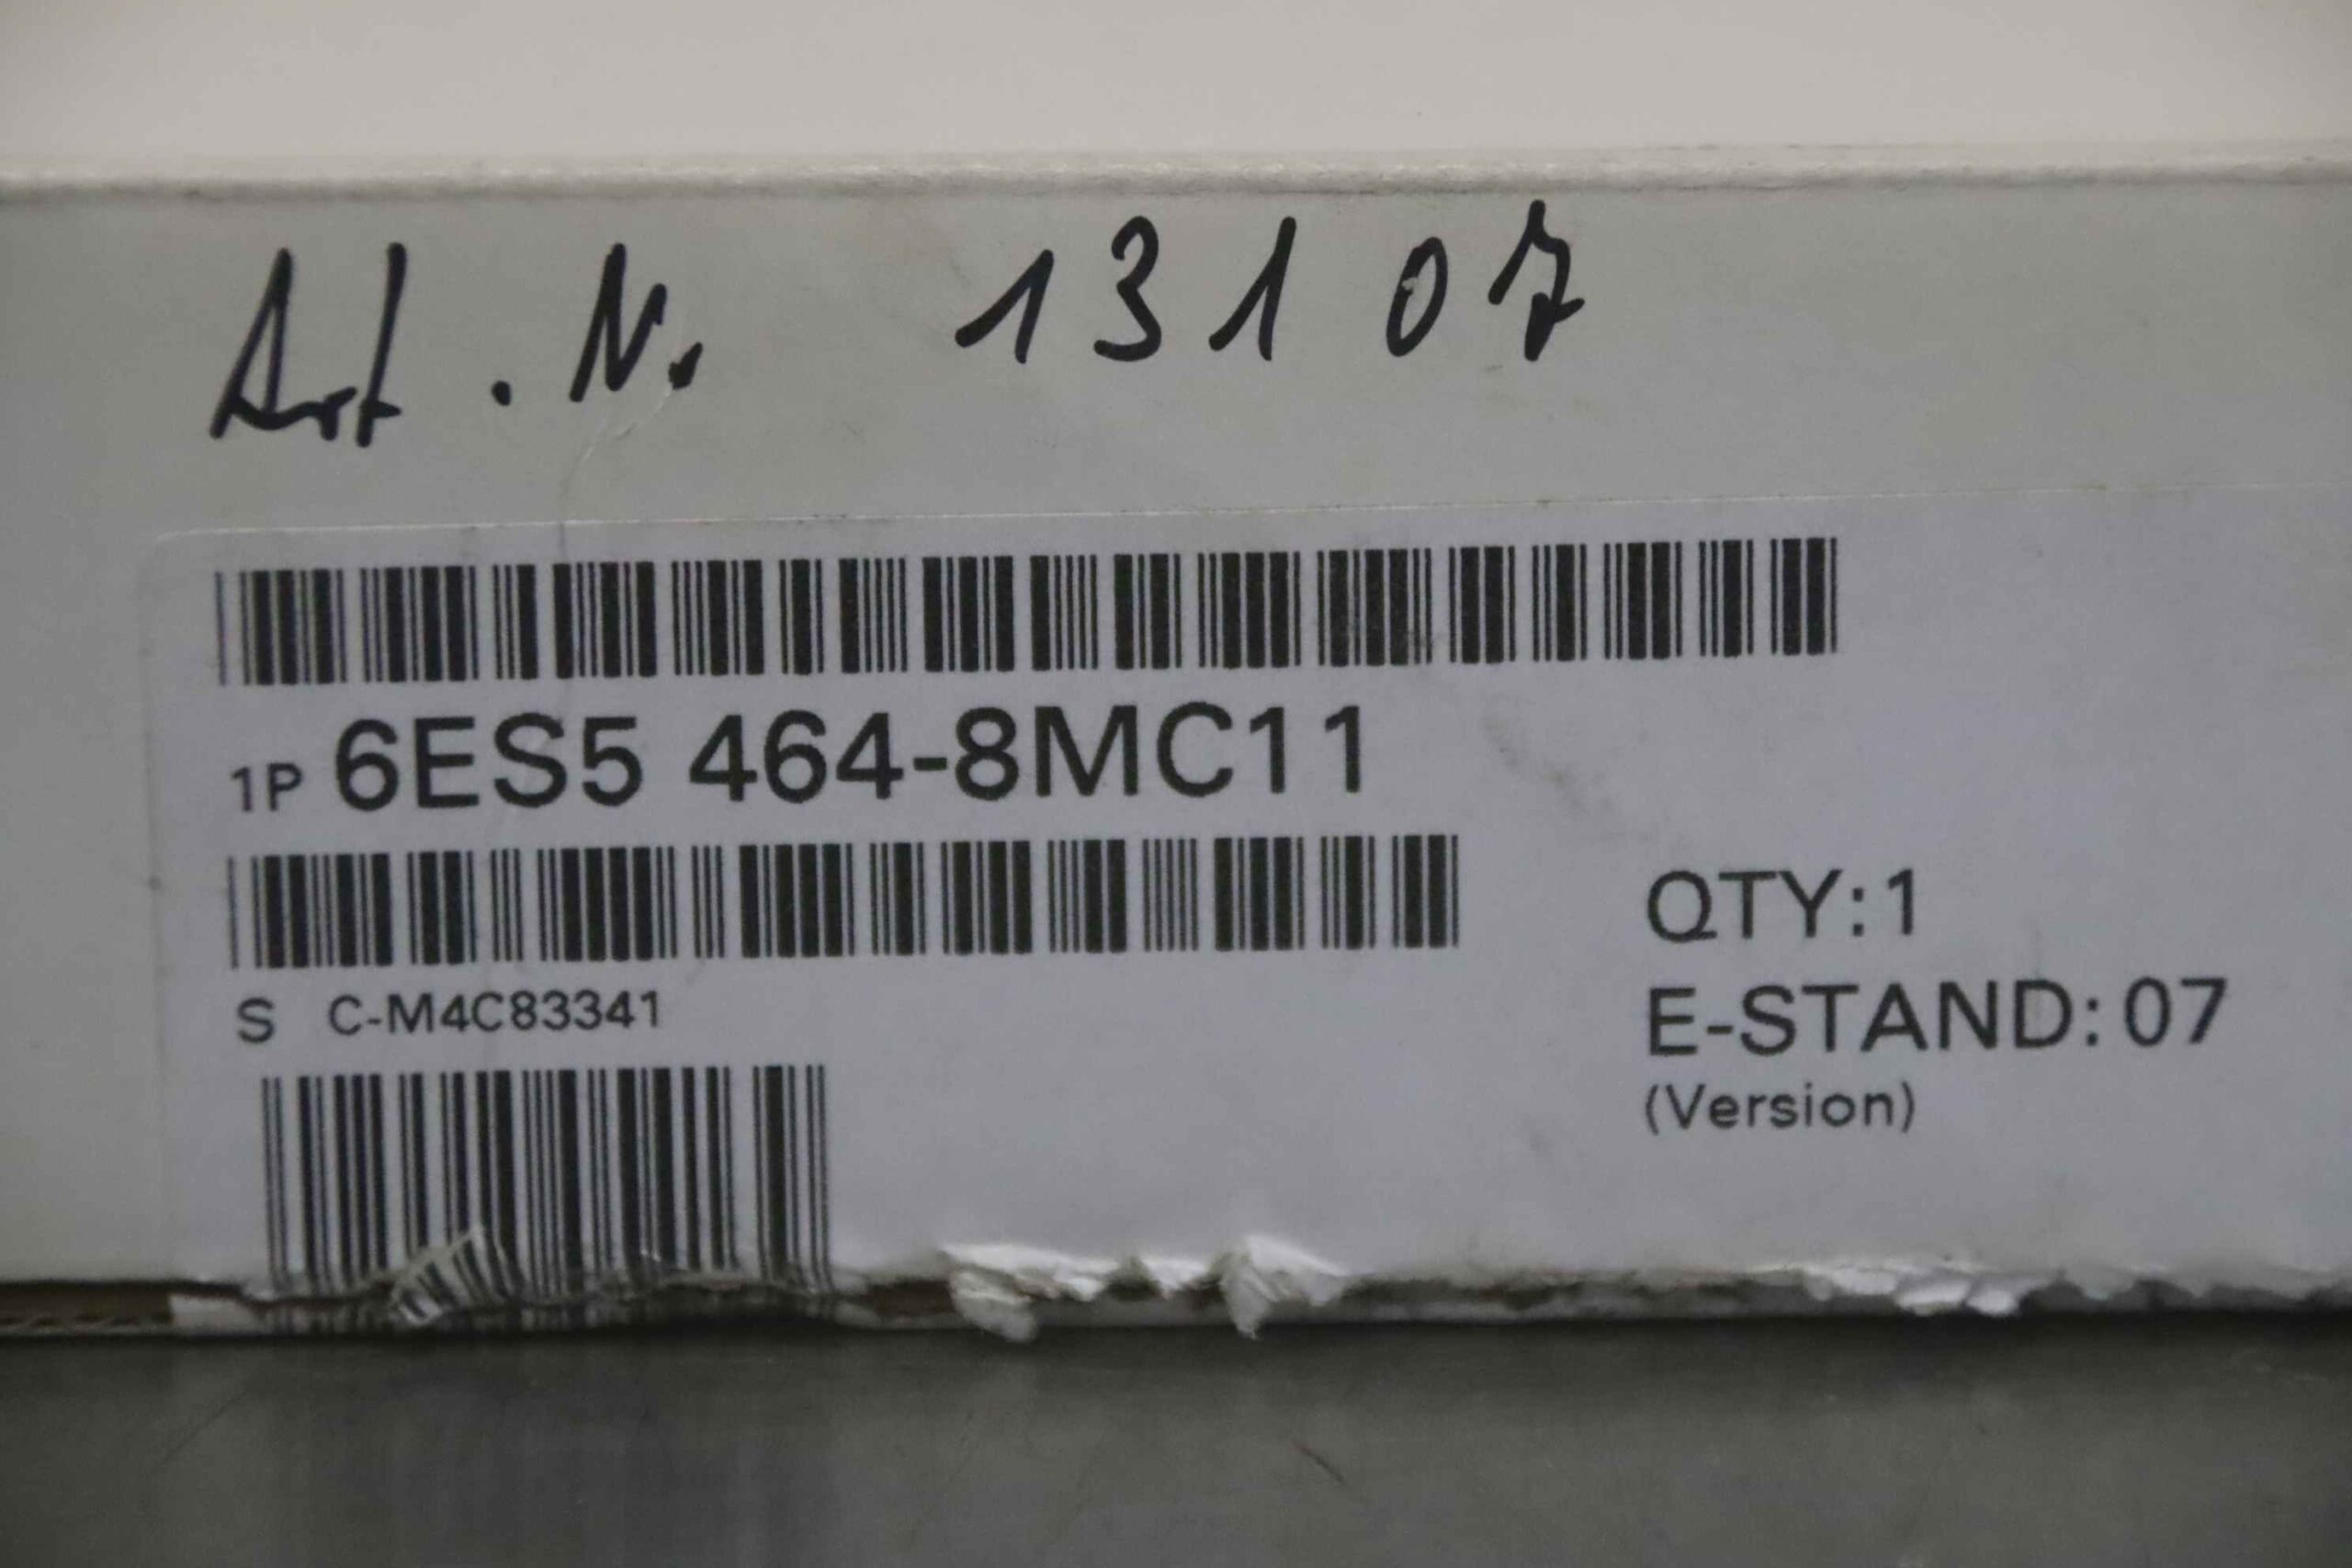 Art. N. 13107
1P 6ES5 464-8MC11
S C-M4C83341
QTY:1
E-STAND:07
(Version)